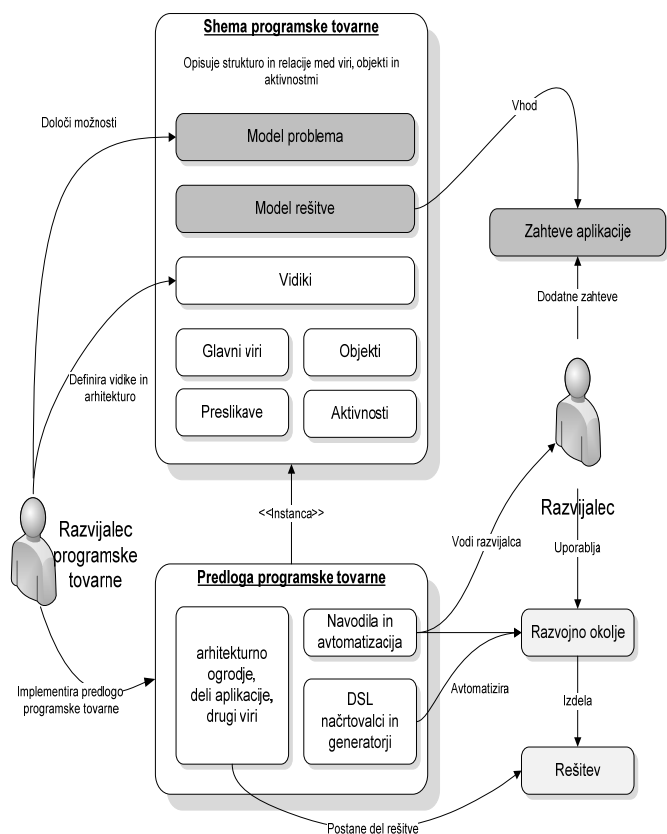 Shema programske tovarne
Opisuje strukturo in relacije med viri, objekti in
aktivnostmi
Določi možnosti
Model problema
Vhod
Model rešitve
Zahteve aplikacije
Vidiki
Dodatne zahteve
Glavni viri
Objekti
Definira vidike in
arhitekturo
Preslikave
Aktivnosti
<<Instanca>>
Razvijalec
programske
tovarne
Razvijalec
Vodi razvijalca
Uporablja
Predloga programske tovarne
arhitekturno
ogrodje,
deli aplikacije,
drugi viri
Navodila in
avtomatizacija
Razvojno okolje
Implementira predlogo
programske tovarne
DSL
načrtovalci in
generatorji
Avtomatizira
Izdela
Rešitev
Postane del rešitve